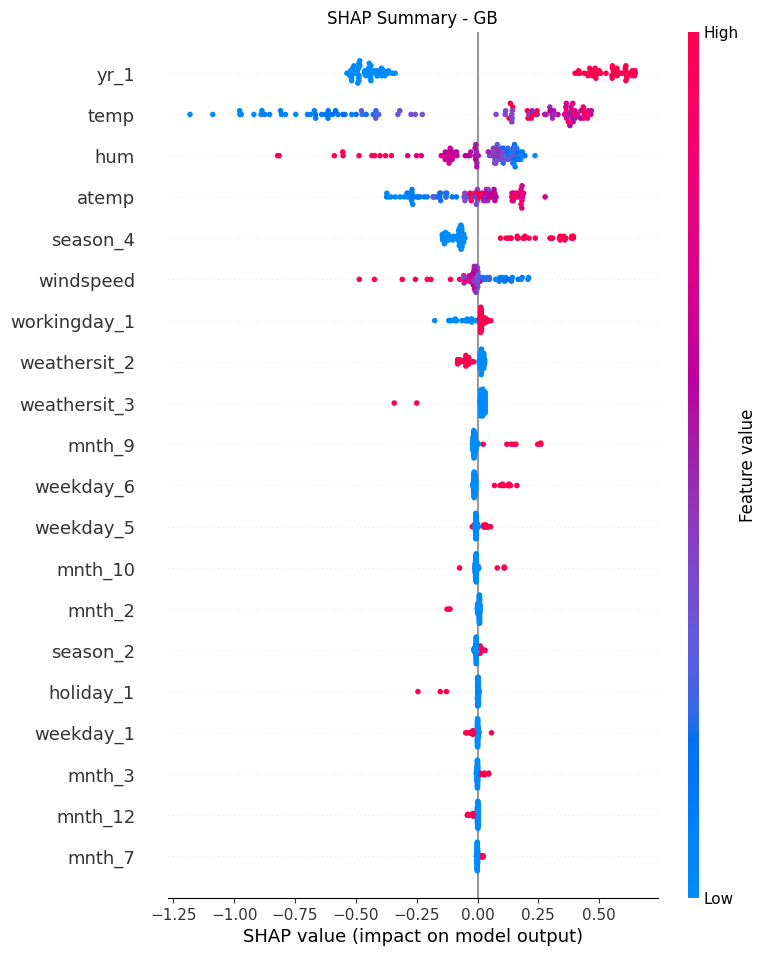 SHAP Summary - GB
High
yr_1
temp
hum
atemp
season_4
windspeed
workingday_1
weathersit_2
weathersit_3
mnth_9
weekday_6
weekday_5
mnth_10
mnth_2
season_2
holiday_1
weekday_1
mnth_3
mnth_12
mnth_7
Feature value
Low
−1.25 −1.00 −0.75 −0.50 −0.25 0.00 0.25 0.50
SHAP value (impact on model output)